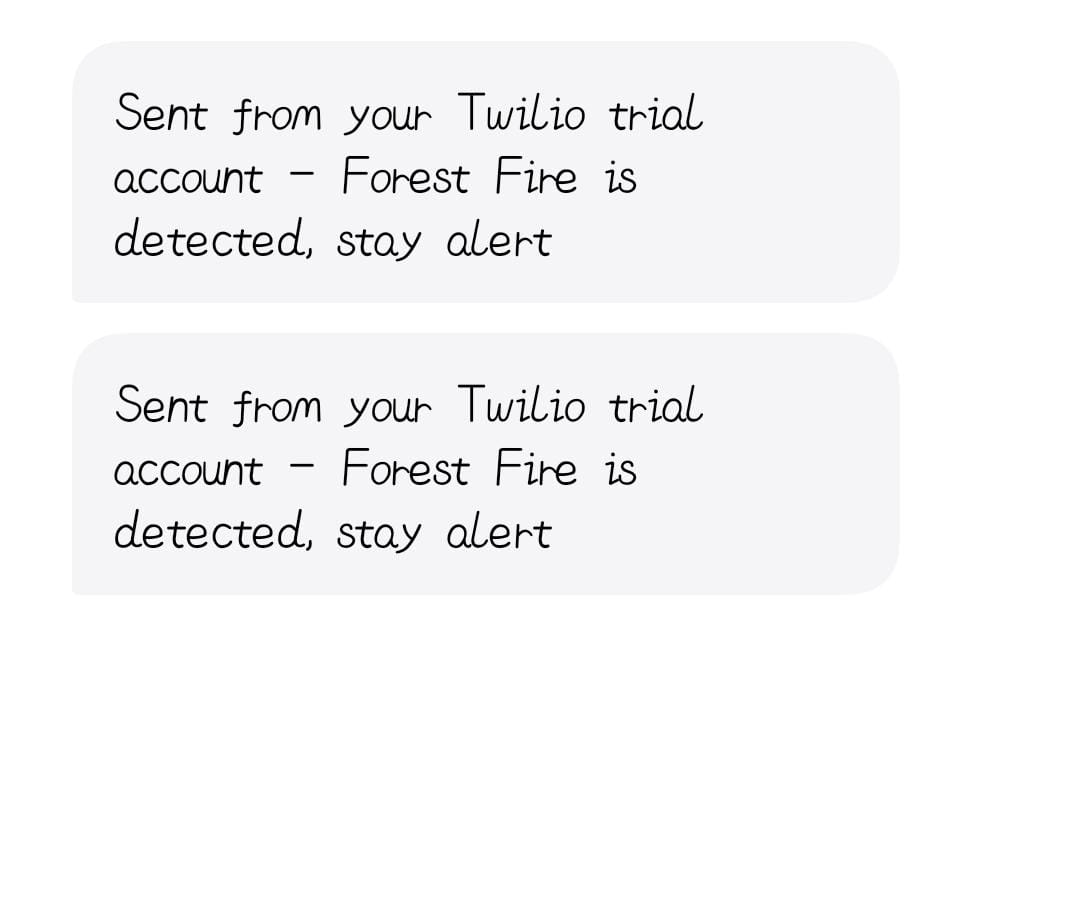 Sent from your Twilio trial
account - Forest Fire is
detected, stay alert
Sent from your Twilio trial
account - Forest Fire is
detected, stay alert